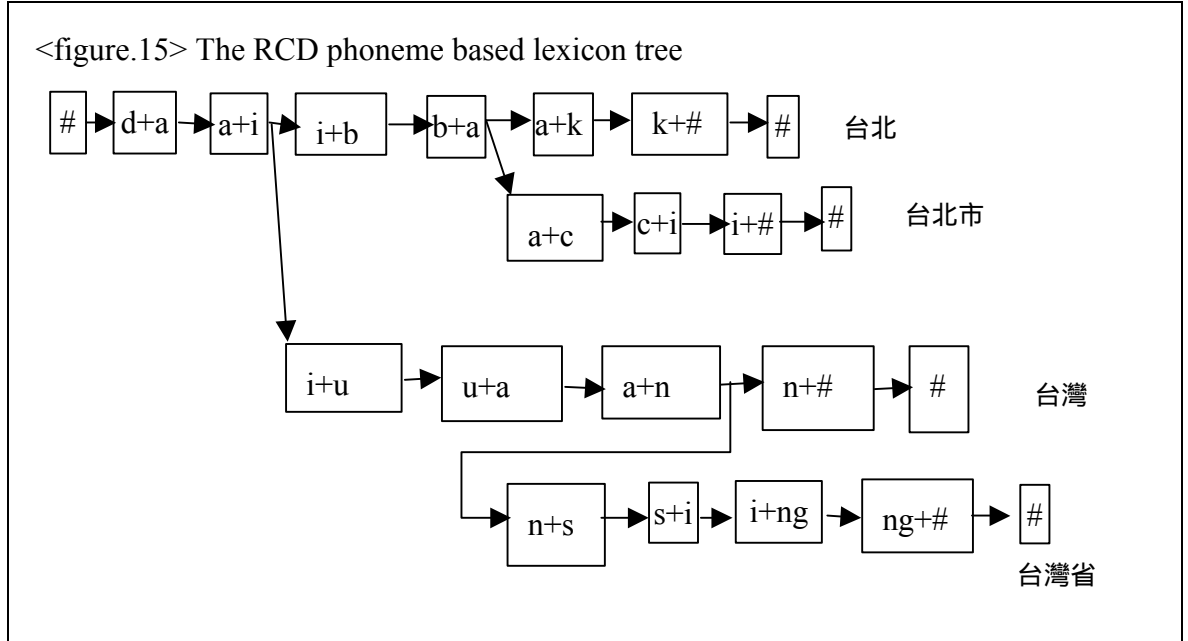 <figure.15> The RCD phoneme based lexicon tree
# d+a a+i i+b b+a a+k k+# # 台北
a+c c+i i+# # 台北市
i+u u+a a+n n+# # 台灣
n+s s+i i+ng ng+# #
台灣省